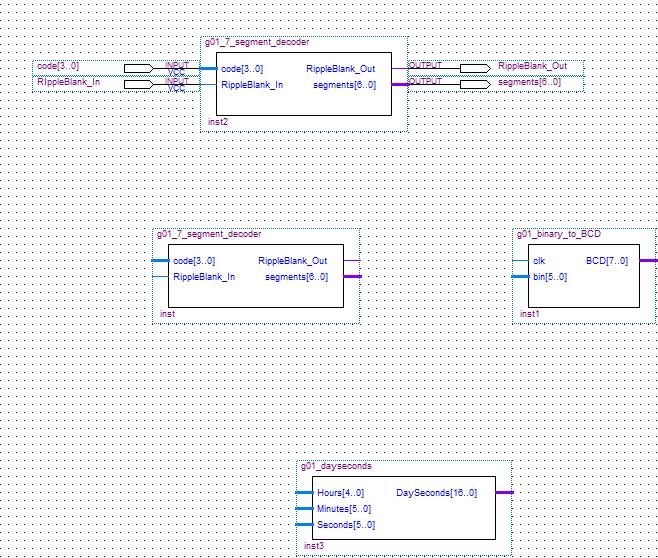 g01_7_segment_decoder
code[3..0] INPUT VCC code[3..0] RippleBlank_Out OUTPUT RippleBlank_Out
RIppleBlank_In INPUT VCC RippleBlank_In segments[6..0] OUTPUT segments[6..0]
inst2
g01_7_segment_decoder
code[3..0] RippleBlank_Out
RippleBlank_In segments[6..0]
inst
g01_binary_to_BCD
clk BCD[7..0]
bin[5..0]
inst1
g01_dayseconds
Hours[4..0] DaySeconds[16..0]
Minutes[5..0]
Seconds[5..0]
inst3